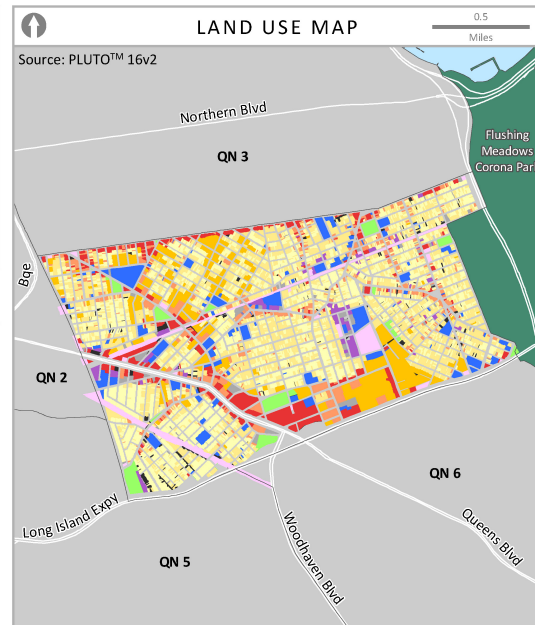 LAND USE MAP
0.5
Miles
Source: PLUTO™ 16v2
Northern Blvd
QN 3
Flushing
Meadows
Corona Park
Bqe
QN 2
QN 6
Long Island Expy
Woodhaven Blvd
Queens Blvd
QN 5